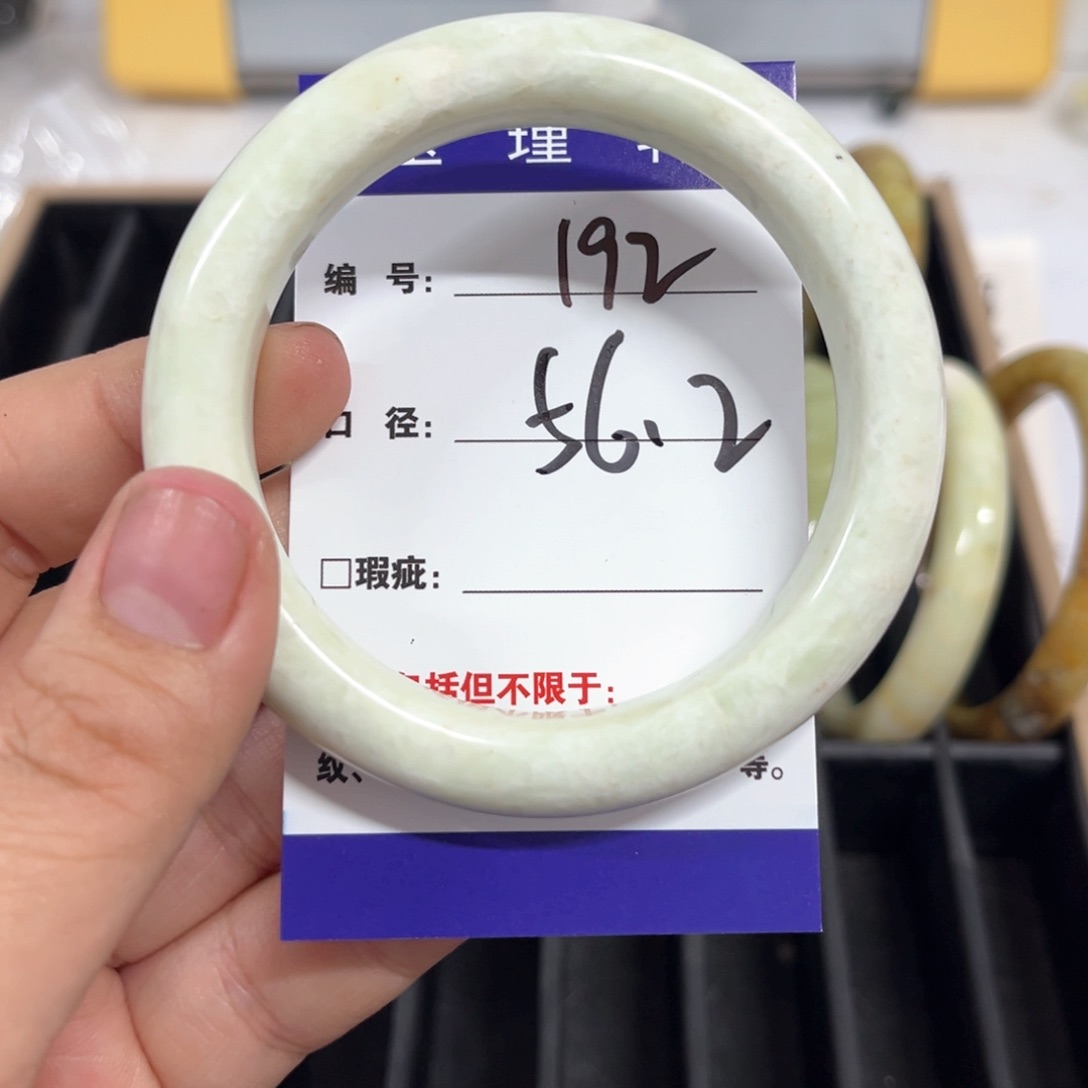 理
编 号: 192
口 径: 56.2
□瑕疵:
括但不限于:
纹、 等。